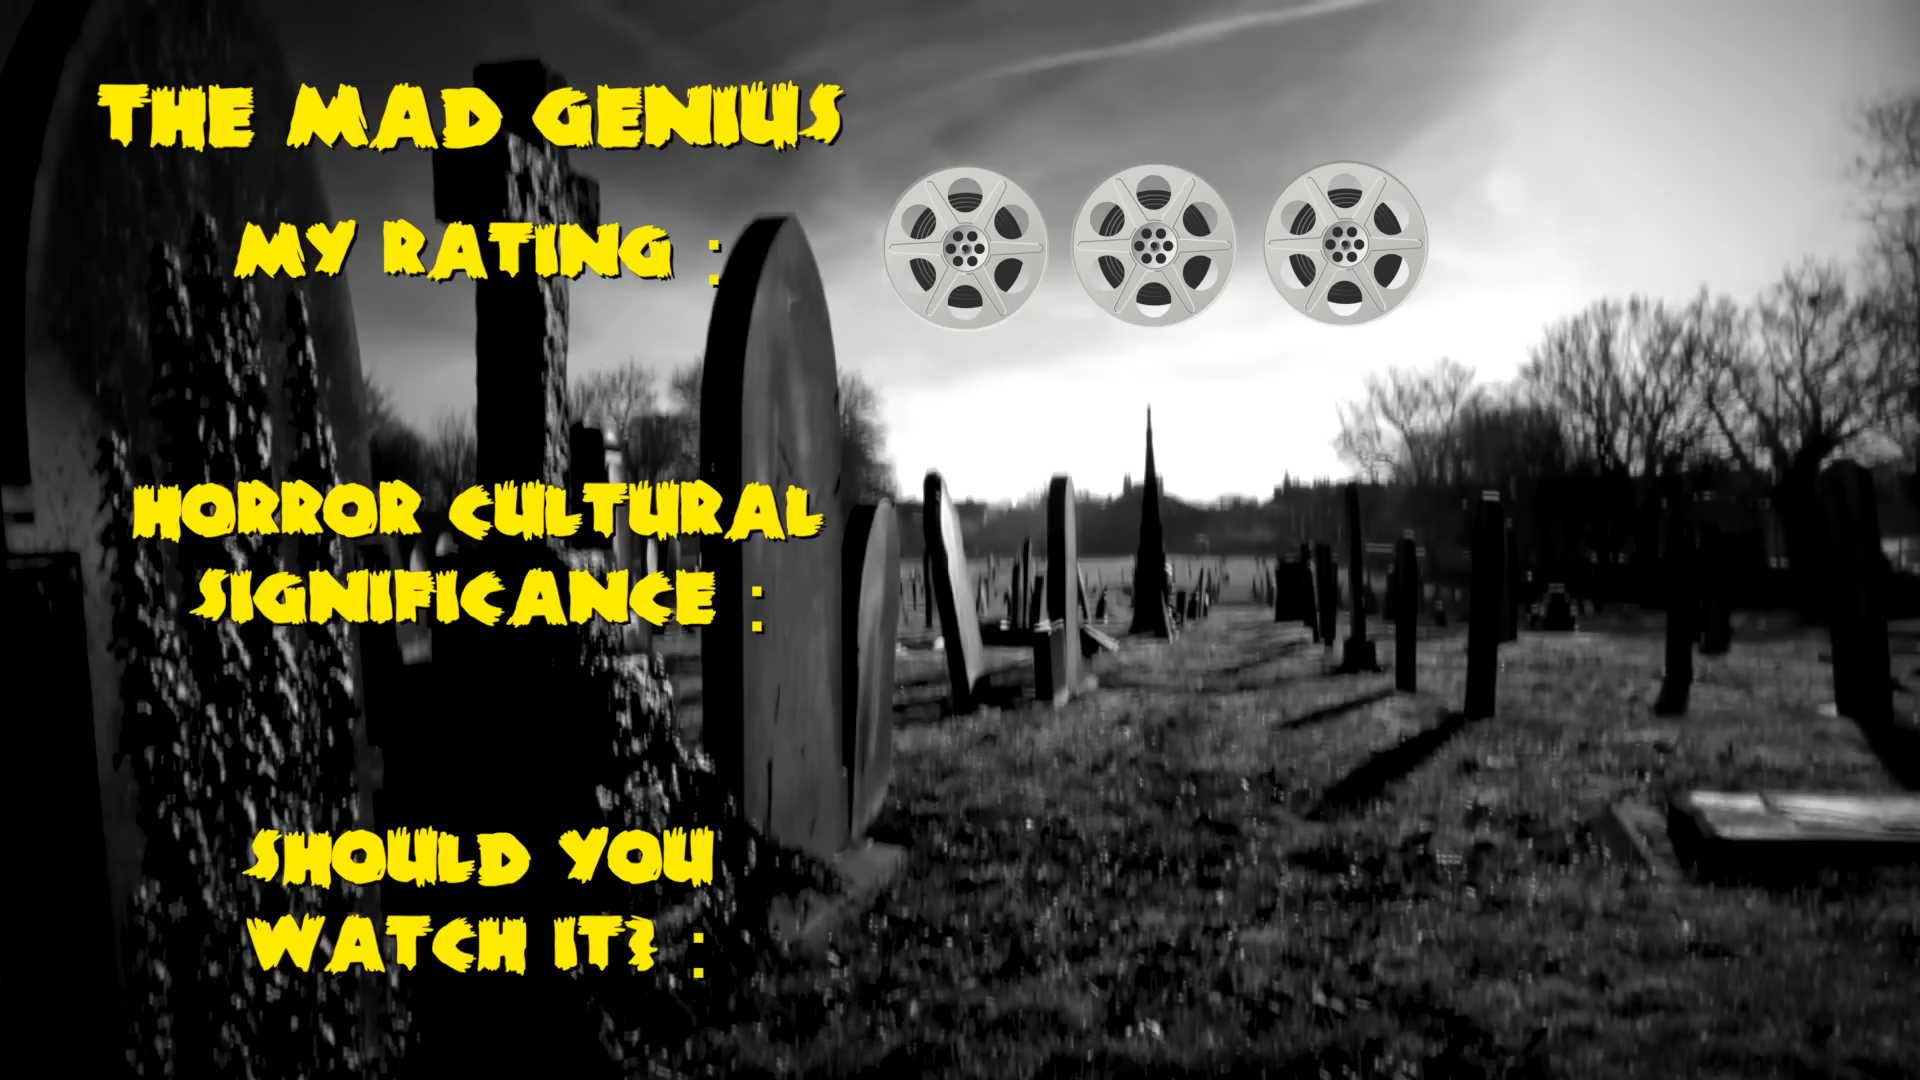 THE MAD GENIUS
MY RATING :
HORROR CULTURAL
SIGNIFICANCE :
SHOULD YOU
WATCH IT? :